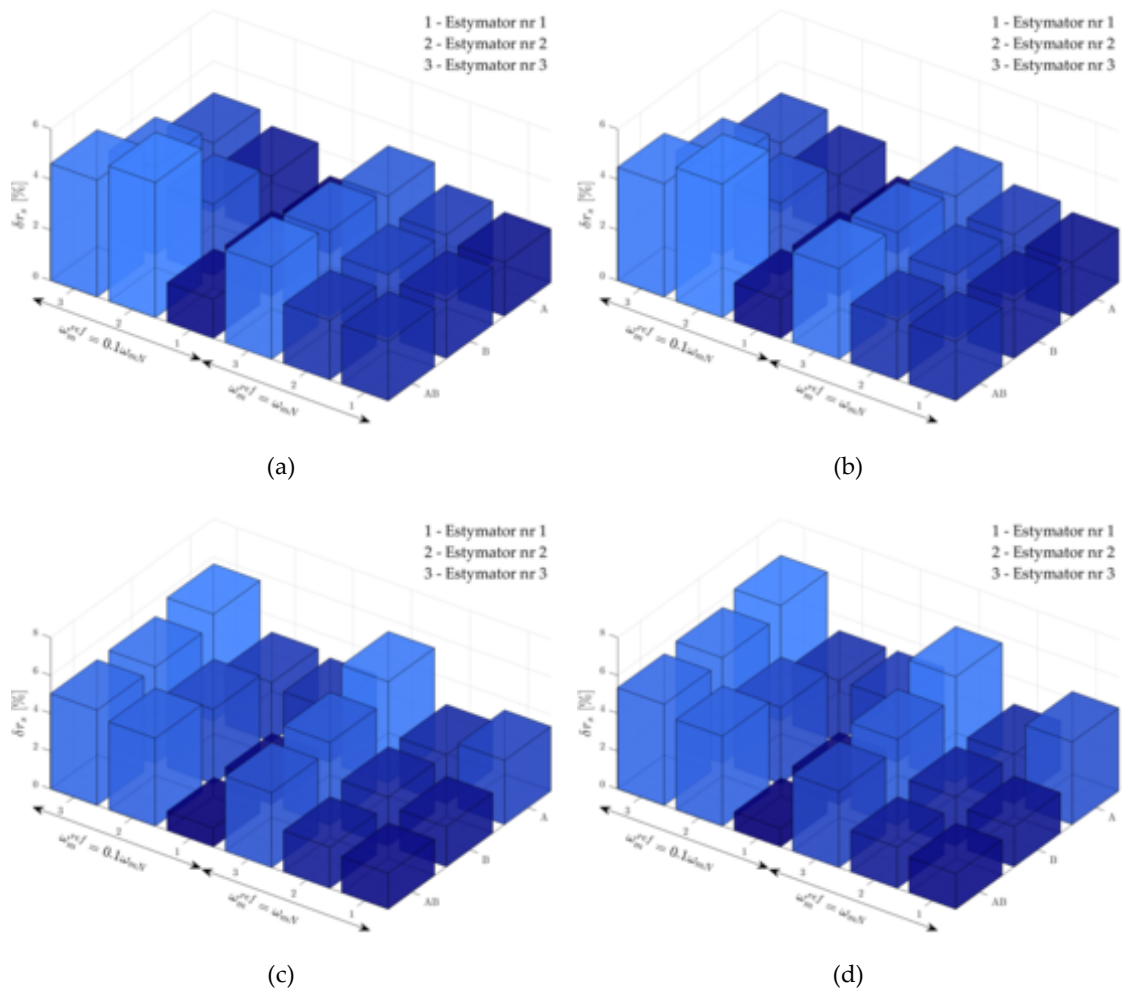 1 - Estymator nr 1
2 - Estymator nr 2
3 - Estymator nr 3
δr_s [%]
6
4
2
0
3
2
1
3
2
1
A
B
AB
ω_m^ref = 0.1ω_mN
ω_m^ref = ω_mN
(a)
1 - Estymator nr 1
2 - Estymator nr 2
3 - Estymator nr 3
δr_s [%]
6
4
2
0
3
2
1
3
2
1
A
B
AB
ω_m^ref = 0.1ω_mN
ω_m^ref = ω_mN
(b)
1 - Estymator nr 1
2 - Estymator nr 2
3 - Estymator nr 3
δr_s [%]
8
6
4
2
0
3
2
1
3
2
1
A
B
AB
ω_m^ref = 0.1ω_mN
ω_m^ref = ω_mN
(c)
1 - Estymator nr 1
2 - Estymator nr 2
3 - Estymator nr 3
δr_s [%]
8
6
4
2
0
3
2
1
3
2
1
A
B
AB
ω_m^ref = 0.1ω_mN
ω_m^ref = ω_mN
(d)